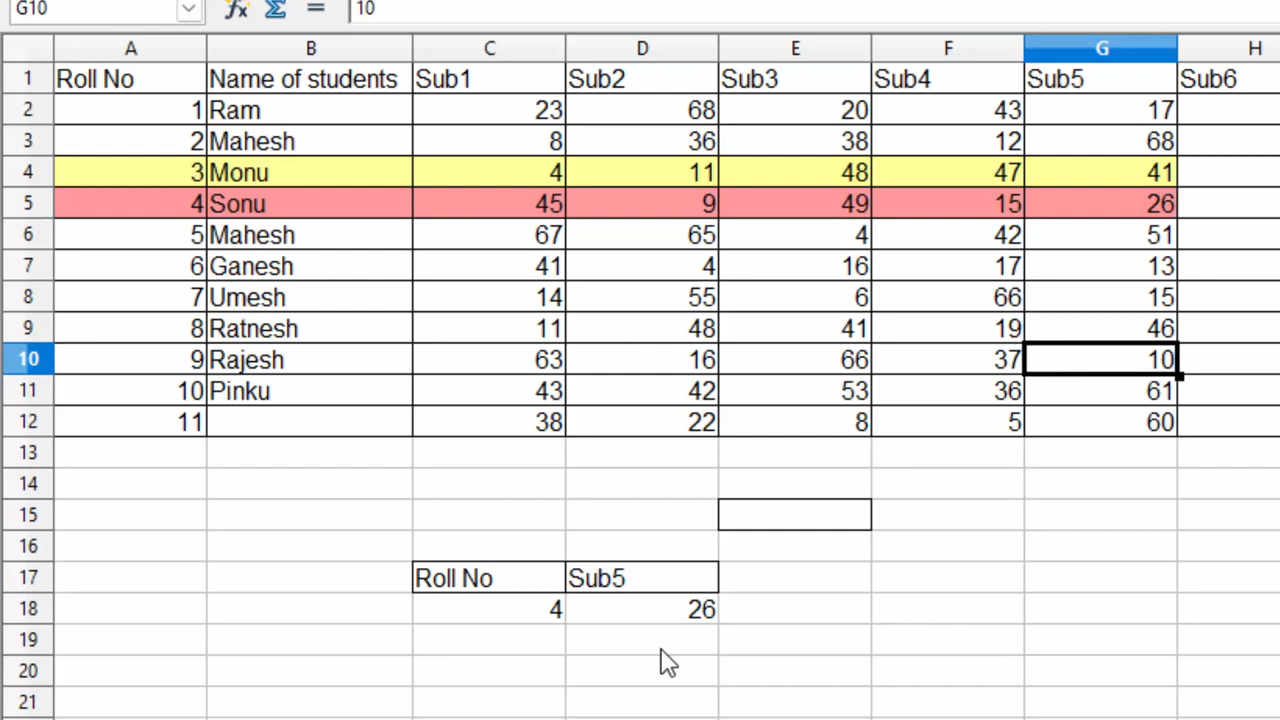 G10 fx Σ = 10
A B C D E F G H
1 Roll No Name of students Sub1 Sub2 Sub3 Sub4 Sub5 Sub6
2 1 Ram 23 68 20 43 17
3 2 Mahesh 8 36 38 12 68
4 3 Monu 4 11 48 47 41
5 4 Sonu 45 9 49 15 26
6 5 Mahesh 67 65 4 42 51
7 6 Ganesh 41 4 16 17 13
8 7 Umesh 14 55 6 66 15
9 8 Ratnesh 11 48 41 19 46
10 9 Rajesh 63 16 66 37 10
11 10 Pinku 43 42 53 36 61
12 11 38 22 8 5 60
13
14
15
16
17 Roll No Sub5
18 4 26
19
20
21